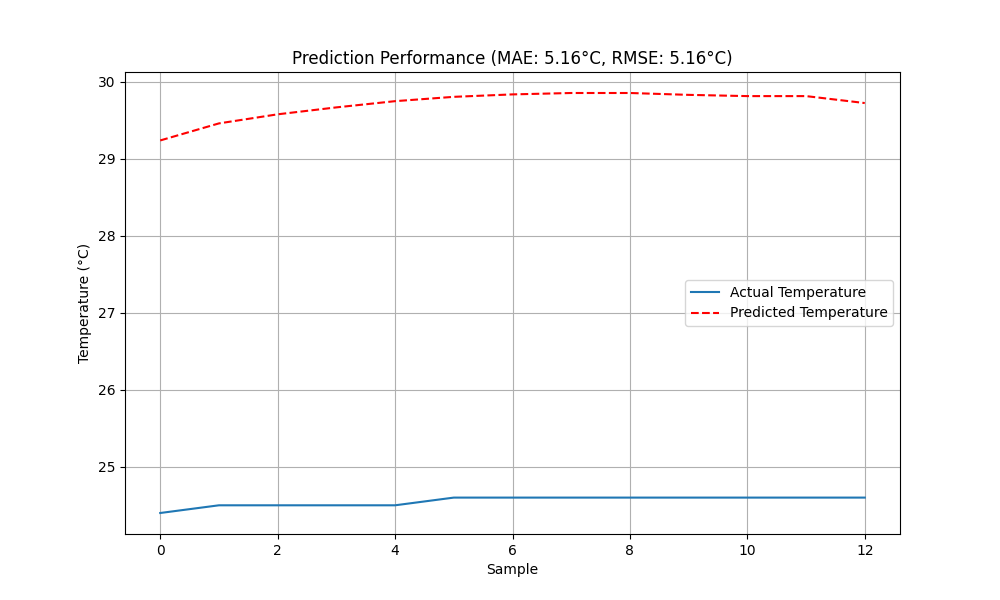 Prediction Performance (MAE: 5.16°C, RMSE: 5.16°C)
30
29
28
27
26
25
Temperature (°C)
Actual Temperature
Predicted Temperature
0 2 4 6 8 10 12
Sample